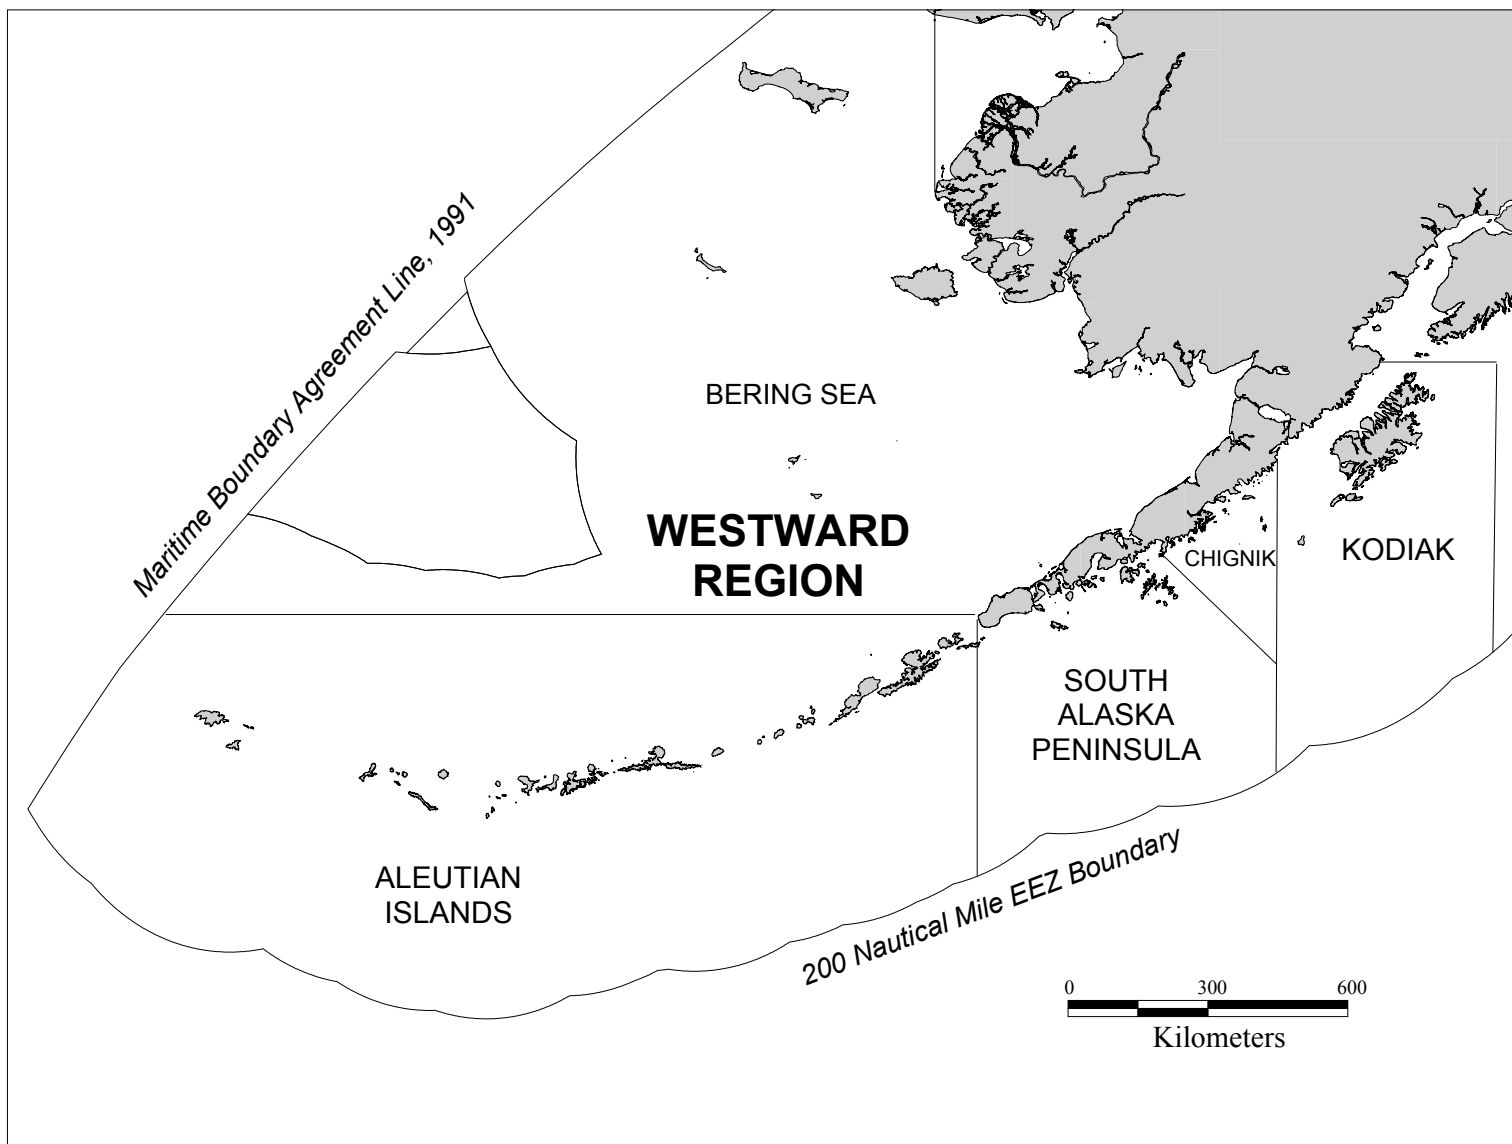 Maritime Boundary Agreement Line, 1991
BERING SEA
WESTWARD
REGION
CHIGNIK
KODIAK
SOUTH
ALASKA
PENINSULA
ALEUTIAN
ISLANDS
200 Nautical Mile EEZ Boundary
0 300 600
Kilometers